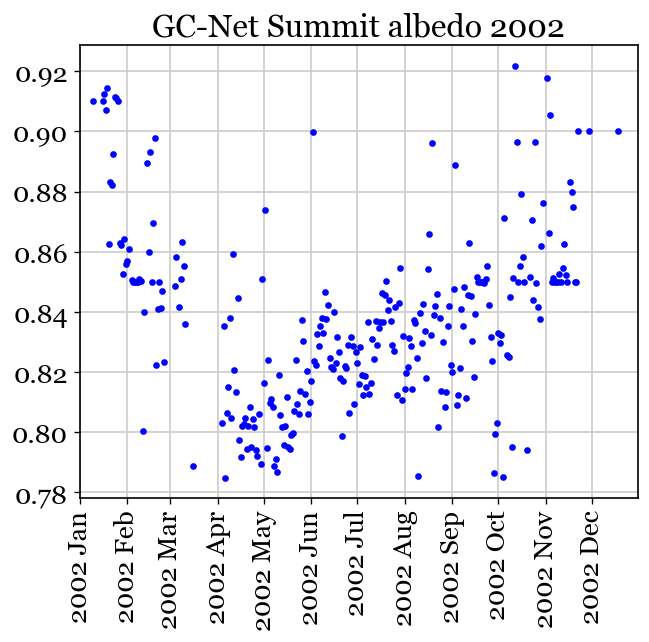 GC-Net Summit albedo 2002
0.92
0.90
0.88
0.86
0.84
0.82
0.80
0.78
2002 Jan
2002 Feb
2002 Mar
2002 Apr
2002 May
2002 Jun
2002 Jul
2002 Aug
2002 Sep
2002 Oct
2002 Nov
2002 Dec